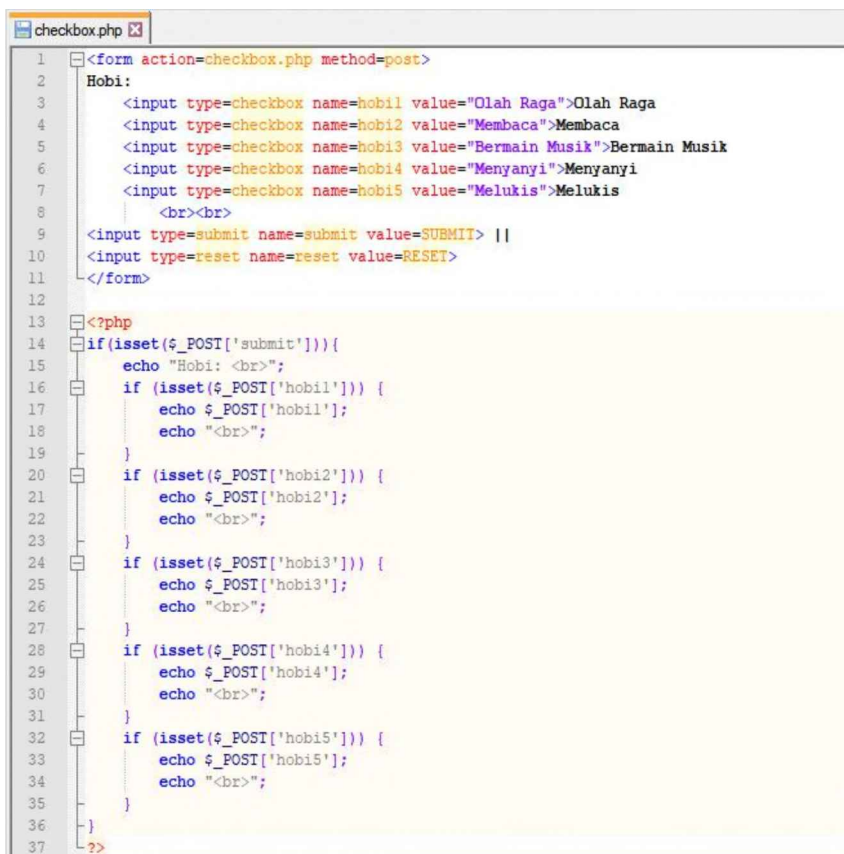 checkbox.php
1 <form action=checkbox.php method=post>
2 Hobi:
3 <input type=checkbox name=hobi1 value="Olah Raga">Olah Raga
4 <input type=checkbox name=hobi2 value="Membaca">Membaca
5 <input type=checkbox name=hobi3 value="Bermain Musik">Bermain Musik
6 <input type=checkbox name=hobi4 value="Menyanyi">Menyanyi
7 <input type=checkbox name=hobi5 value="Melukis">Melukis
8 <br><br>
9 <input type=submit name=submit value=SUBMIT> ||
10 <input type=reset name=reset value=RESET>
11 </form>
12
13 <?php
14 if(isset($_POST['submit'])){
15 echo "Hobi: <br>";
16 if (isset($_POST['hobi1'])) {
17 echo $_POST['hobi1'];
18 echo "<br>";
19 }
20 if (isset($_POST['hobi2'])) {
21 echo $_POST['hobi2'];
22 echo "<br>";
23 }
24 if (isset($_POST['hobi3'])) {
25 echo $_POST['hobi3'];
26 echo "<br>";
27 }
28 if (isset($_POST['hobi4'])) {
29 echo $_POST['hobi4'];
30 echo "<br>";
31 }
32 if (isset($_POST['hobi5'])) {
33 echo $_POST['hobi5'];
34 echo "<br>";
35 }
36 }
37 ?>